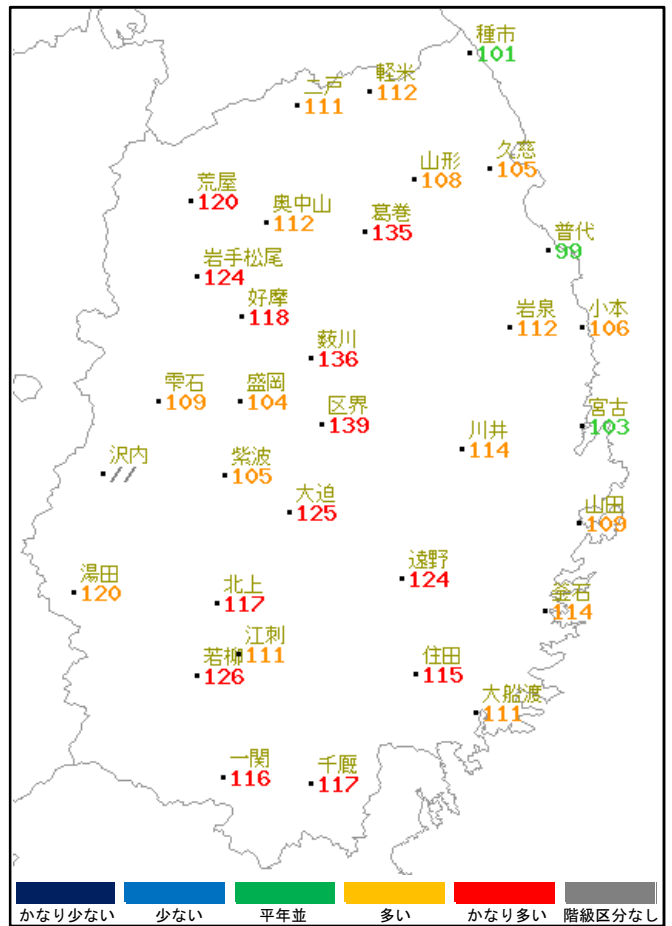 種市
101
軽米
112
二戸
111
久慈
105
山形
108
荒屋
120
奥中山
112
葛巻
135
普代
99
岩手松尾
124
好摩
118
岩泉
112
小本
106
薮川
136
雫石
109
盛岡
104
区界
139
宮古
103
川井
114
沢内
//
紫波
105
大迫
125
山田
109
湯田
120
北上
117
遠野
124
釜石
114
江刺
111
若柳
126
住田
115
大船渡
111
一関
116
千厩
117
かなり少ない 少ない 平年並 多い かなり多い 階級区分なし